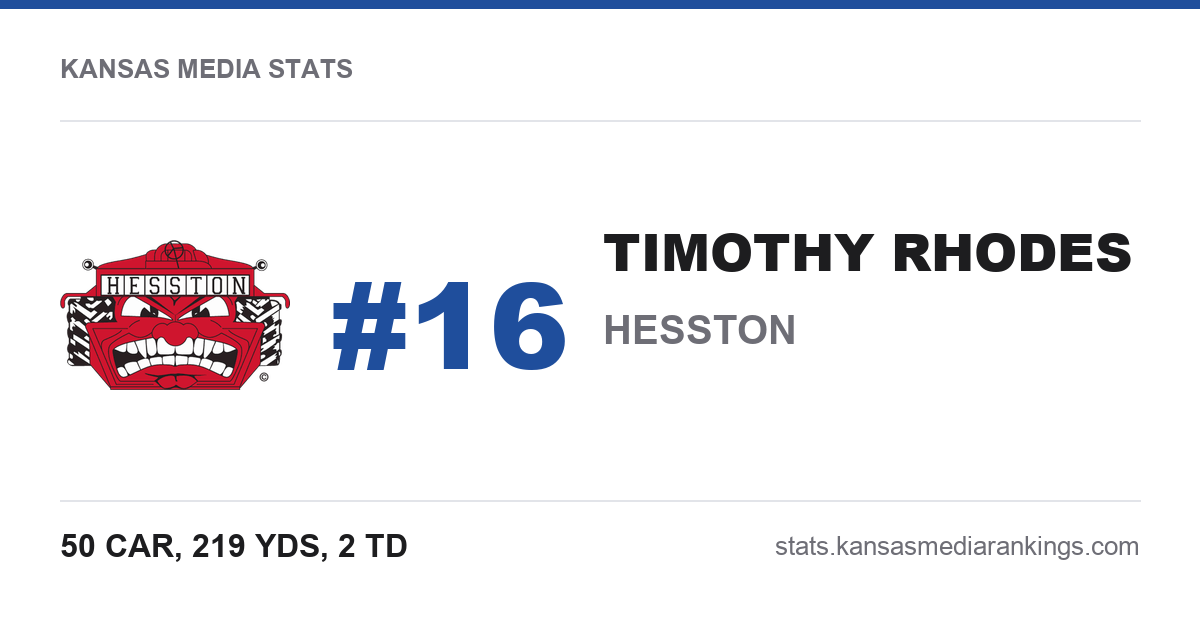 KANSAS MEDIA STATS
HESSTON
©
#16
TIMOTHY RHODES
HESSTON
50 CAR, 219 YDS, 2 TD
stats.kansasmediarankings.com